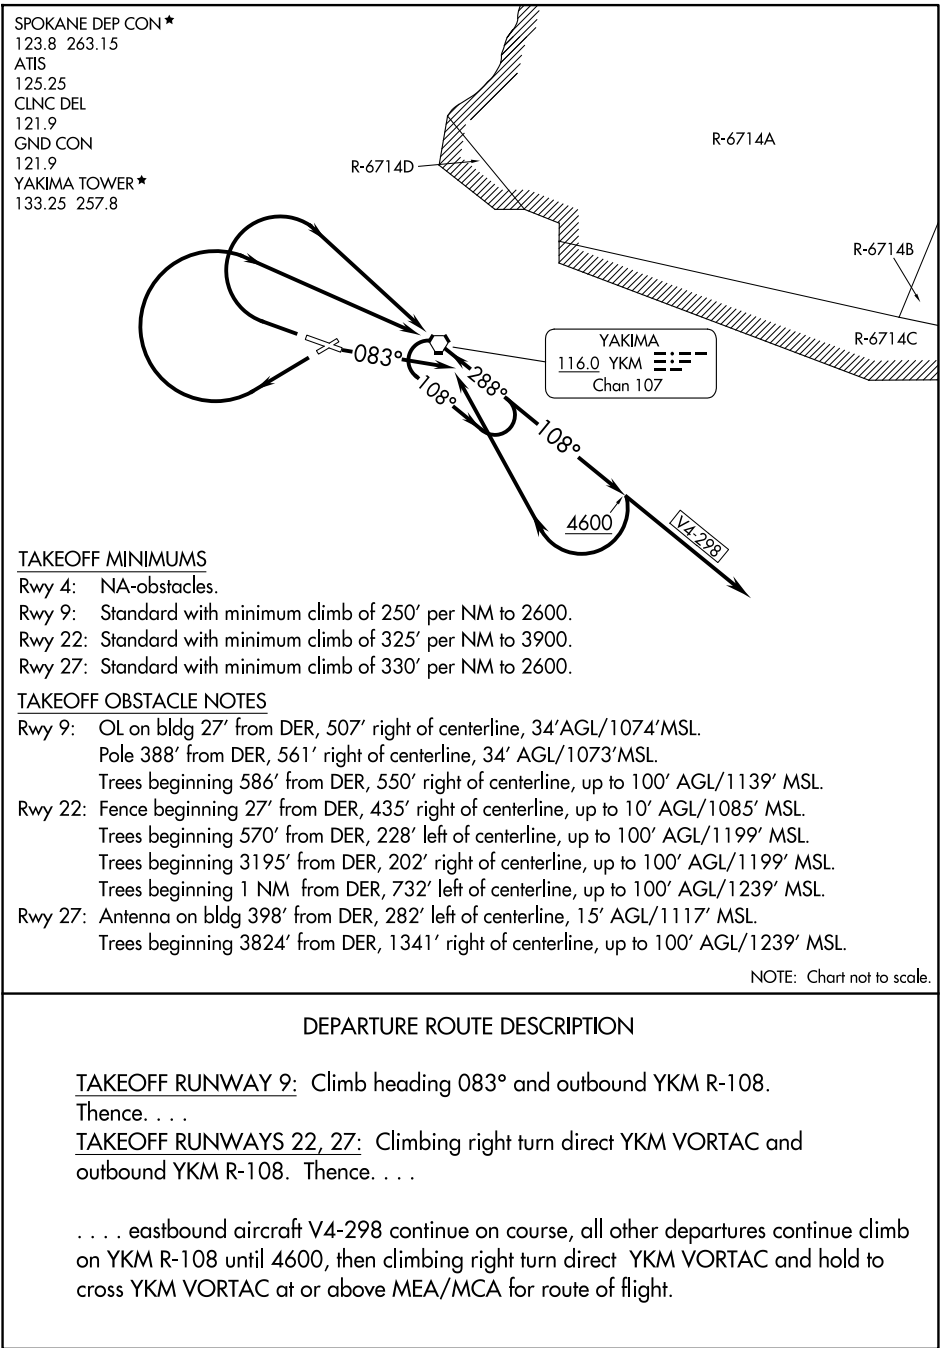 SPOKANE DEP CON★
123.8 263.15
ATIS
125.25
CLNC DEL
121.9
GND CON
121.9
YAKIMA TOWER★
133.25 257.8
R-6714A
R-6714D
R-6714B
R-6714C
YAKIMA
116.0 YKM
Chan 107
083°
108°
288°
108°
4600
V4-298
TAKEOFF MINIMUMS
Rwy 4: NA-obstacles.
Rwy 9: Standard with minimum climb of 250' per NM to 2600.
Rwy 22: Standard with minimum climb of 325' per NM to 3900.
Rwy 27: Standard with minimum climb of 330' per NM to 2600.
TAKEOFF OBSTACLE NOTES
Rwy 9: OL on bldg 27' from DER, 507' right of centerline, 34'AGL/1074'MSL.
Pole 388' from DER, 561' right of centerline, 34' AGL/1073'MSL.
Trees beginning 586' from DER, 550' right of centerline, up to 100' AGL/1139' MSL.
Rwy 22: Fence beginning 27' from DER, 435' right of centerline, up to 10' AGL/1085' MSL.
Trees beginning 570' from DER, 228' left of centerline, up to 100' AGL/1199' MSL.
Trees beginning 3195' from DER, 202' right of centerline, up to 100' AGL/1199' MSL.
Trees beginning 1 NM from DER, 732' left of centerline, up to 100' AGL/1239' MSL.
Rwy 27: Antenna on bldg 398' from DER, 282' left of centerline, 15' AGL/1117' MSL.
Trees beginning 3824' from DER, 1341' right of centerline, up to 100' AGL/1239' MSL.
NOTE: Chart not to scale.
DEPARTURE ROUTE DESCRIPTION
TAKEOFF RUNWAY 9: Climb heading 083° and outbound YKM R-108.
Thence. . . .
TAKEOFF RUNWAYS 22, 27: Climbing right turn direct YKM VORTAC and
outbound YKM R-108. Thence. . . .
. . . . eastbound aircraft V4-298 continue on course, all other departures continue climb
on YKM R-108 until 4600, then climbing right turn direct YKM VORTAC and hold to
cross YKM VORTAC at or above MEA/MCA for route of flight.